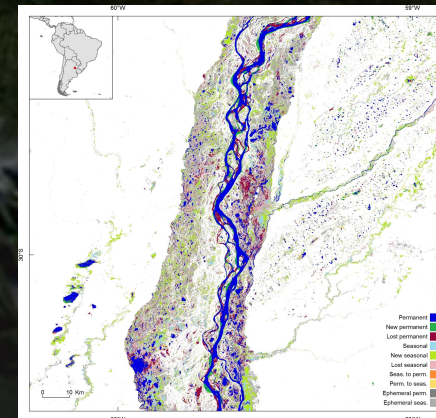 60°W
59°W
30°S
0 10 Km
Permanent
New permanent
Lost permanent
Seasonal
New seasonal
Lost seasonal
Seas. to perm.
Perm. to seas.
Ephemeral perm.
Ephemeral seas.